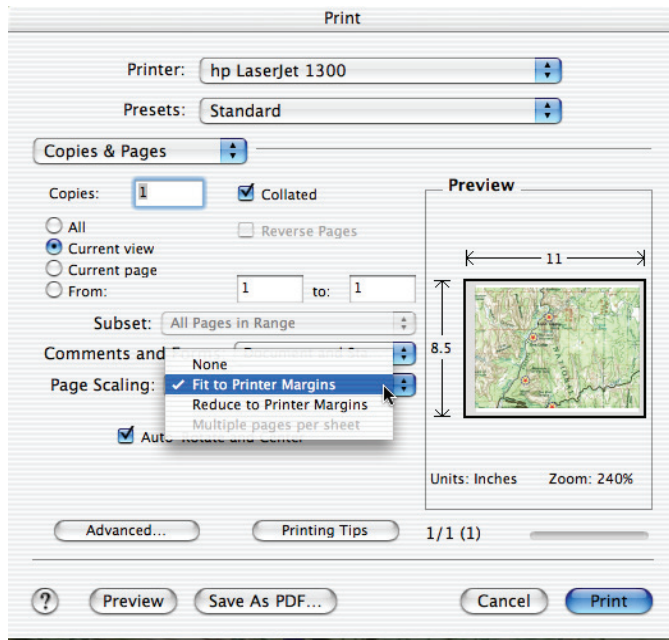 Print
Printer: hp LaserJet 1300
Presets: Standard
Copies & Pages
Copies: 1 Collated
All Reverse Pages
Current view
Current page
From: 1 to: 1
Subset: All Pages in Range
Comments and
Page Scaling:
None
✓ Fit to Printer Margins
Reduce to Printer Margins
Multiple pages per sheet
Auto-Rotate and Center
Preview
11
8.5
Units: Inches Zoom: 240%
Advanced... Printing Tips 1/1 (1)
? Preview Save As PDF... Cancel Print